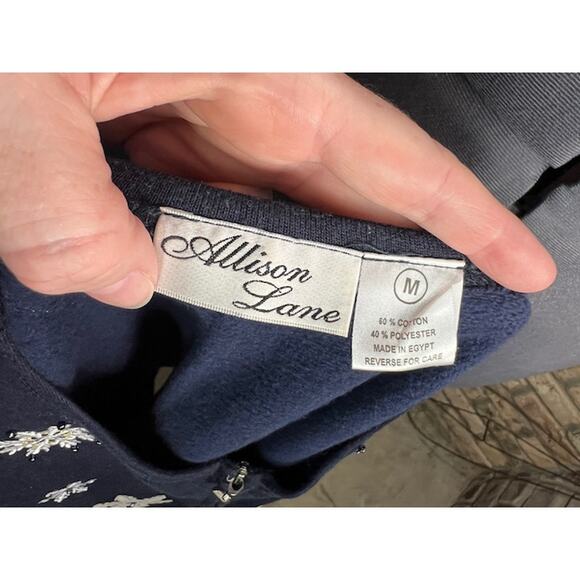 Allison
Lane
M
60% COTTON
40% POLYESTER
MADE IN EGYPT
REVERSE FOR CARE